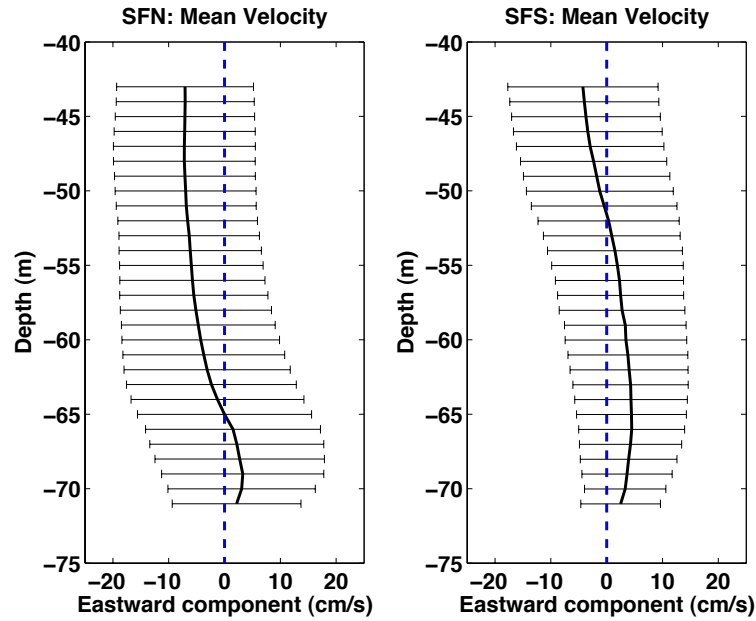 SFN: Mean Velocity
−40
−45
−50
−55
−60
−65
−70
−75
Depth (m)
−20 −10 0 10 20
Eastward component (cm/s)
SFS: Mean Velocity
−40
−45
−50
−55
−60
−65
−70
−75
Depth (m)
−20 −10 0 10 20
Eastward component (cm/s)